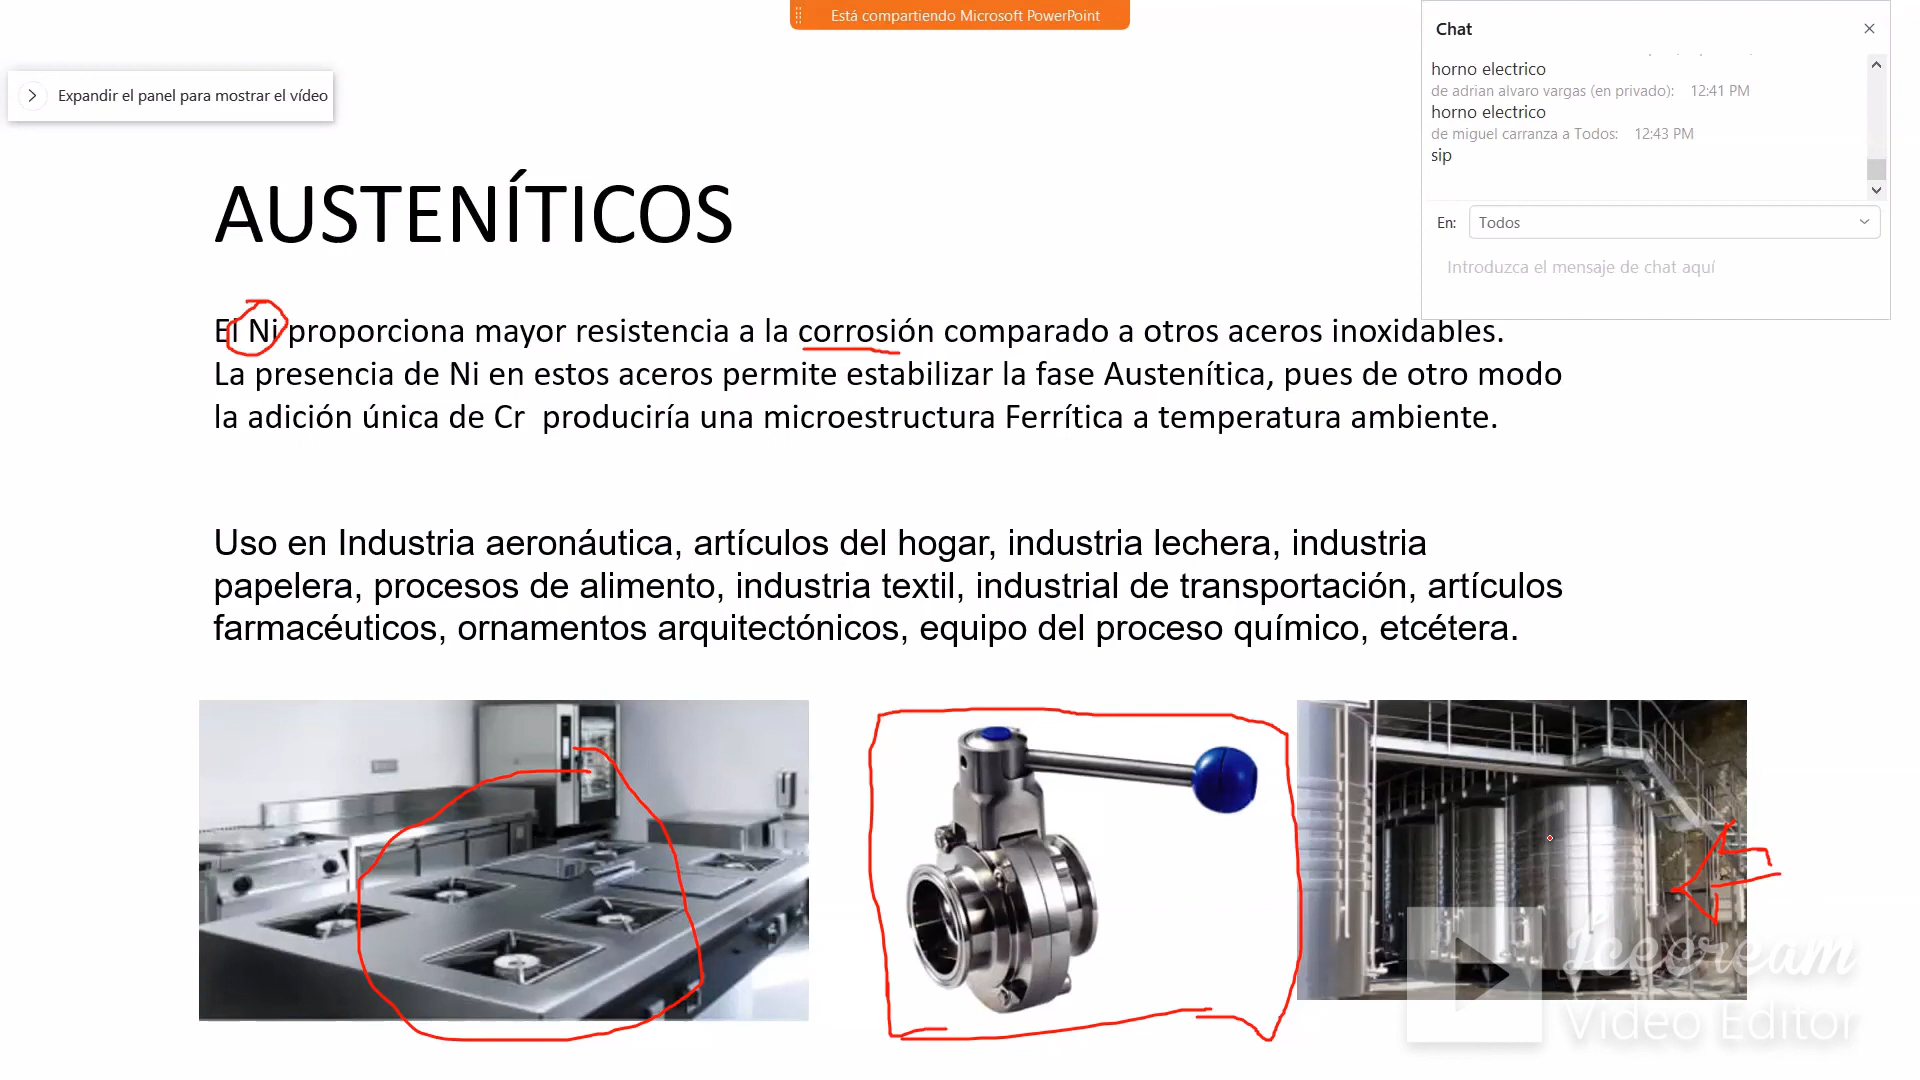 Está compartiendo Microsoft PowerPoint
Expandir el panel para mostrar el vídeo
Chat
horno electrico
de adrian alvaro vargas (en privado): 12:41 PM
horno electrico
de miguel carranza a Todos: 12:43 PM
sip
En: Todos
Introduzca el mensaje de chat aquí
AUSTENÍTICOS
El Ni proporciona mayor resistencia a la corrosión comparado a otros aceros inoxidables.
La presencia de Ni en estos aceros permite estabilizar la fase Austenítica, pues de otro modo
la adición única de Cr produciría una microestructura Ferrítica a temperatura ambiente.
Uso en Industria aeronáutica, artículos del hogar, industria lechera, industria
papelera, procesos de alimento, industria textil, industrial de transportación, artículos
farmacéuticos, ornamentos arquitectónicos, equipo del proceso químico, etcétera.
Icecream
Video Editor